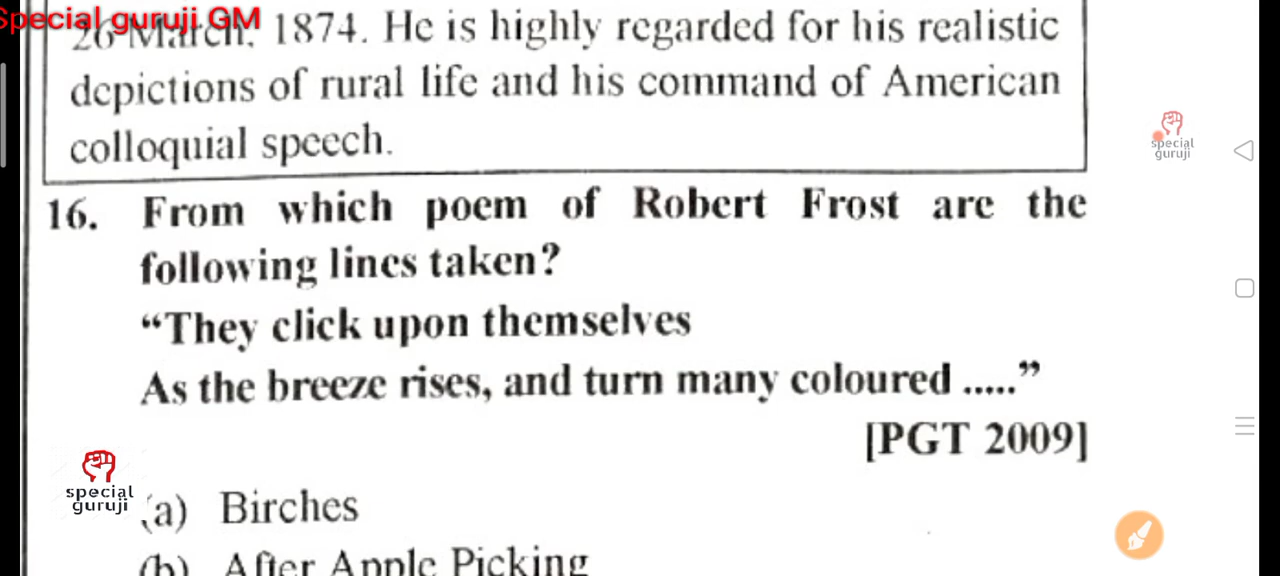 Special guruji GM
26 March, 1874. He is highly regarded for his realistic
depictions of rural life and his command of American
colloquial speech.
special
guruji
16. From which poem of Robert Frost are the
following lines taken?
“They click upon themselves
As the breeze rises, and turn many coloured .....”
[PGT 2009]
special
guruji
(a) Birches
(b) After Apple Picking